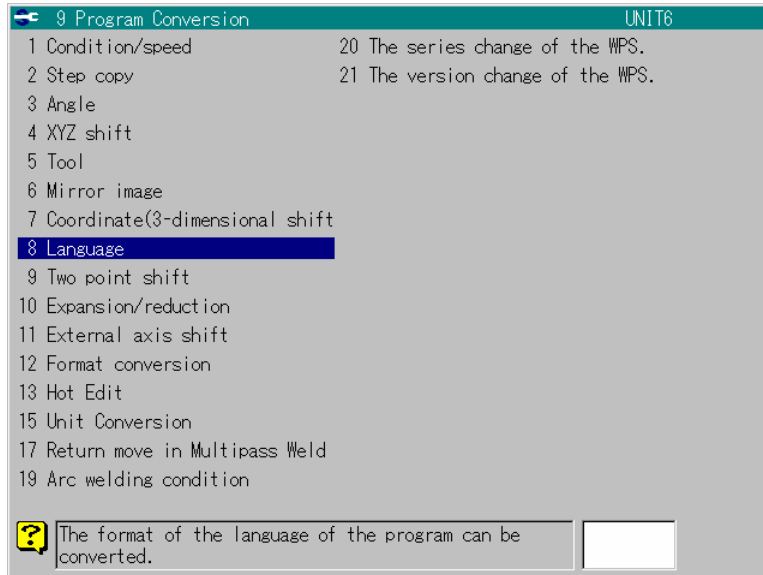 9 Program Conversion UNIT6
1 Condition/speed
2 Step copy
3 Angle
4 XYZ shift
5 Tool
6 Mirror image
7 Coordinate(3-dimensional shift
8 Language
9 Two point shift
10 Expansion/reduction
11 External axis shift
12 Format conversion
13 Hot Edit
15 Unit Conversion
17 Return move in Multipass Weld
19 Arc welding condition
20 The series change of the WPS.
21 The version change of the WPS.
?
The format of the language of the program can be
converted.